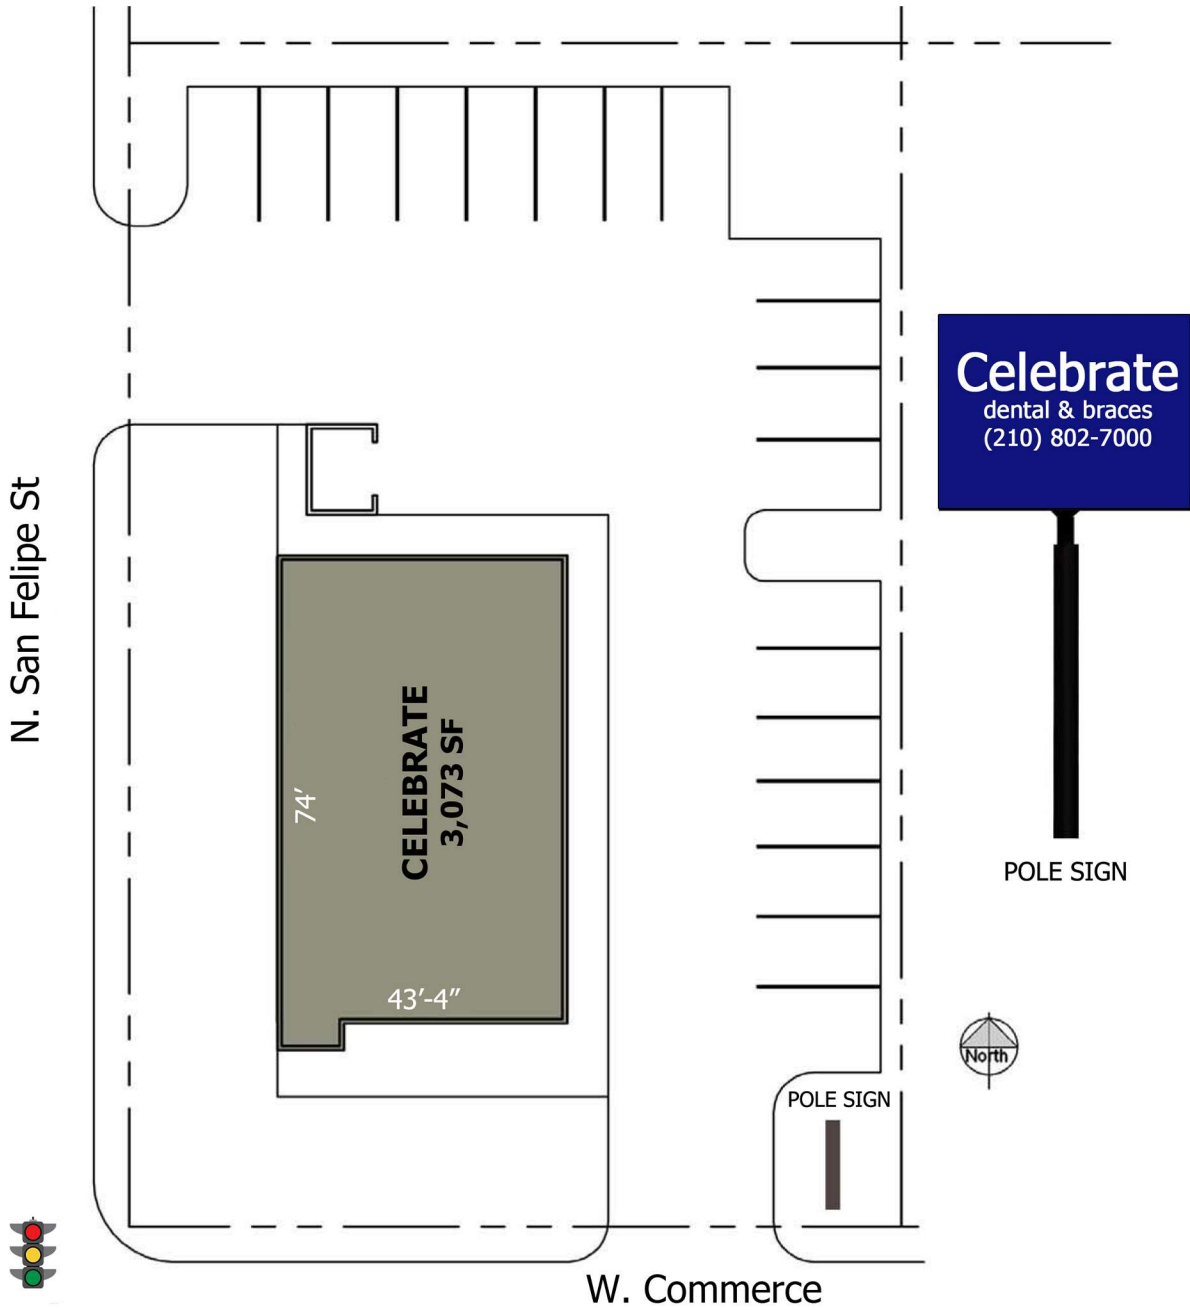 Celebrate
dental & braces
(210) 802-7000
N. San Felipe St
CELEBRATE
3,073 SF
74’
43’-4”
POLE SIGN
North
POLE SIGN
W. Commerce